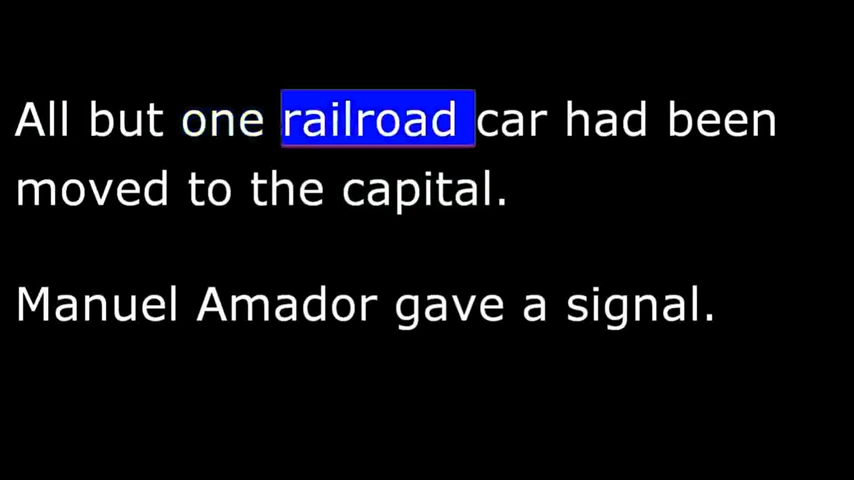 All but one railroad car had been
moved to the capital.
Manuel Amador gave a signal.